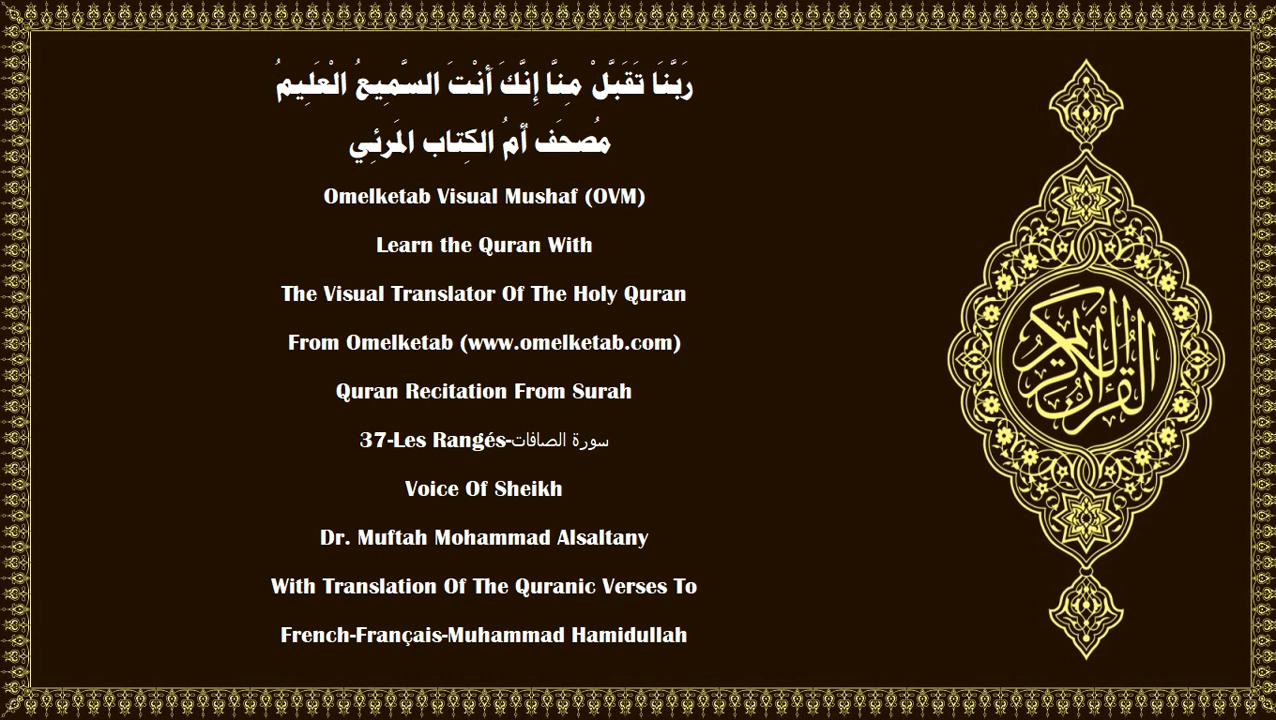 رَبَّنَا تَقَبَّلْ مِنَّا إِنَّكَ أَنْتَ السَّمِيعُ الْعَلِيمُ
مُصحَف أمُ الكِتاب المَرئِي
Omelketab Visual Mushaf (OVM)
Learn the Quran With
The Visual Translator Of The Holy Quran
From Omelketab (www.omelketab.com)
Quran Recitation From Surah
37-Les Rangés-سورة الصافات
Voice Of Sheikh
Dr. Muftah Mohammad Alsaltany
With Translation Of The Quranic Verses To
French-Français-Muhammad Hamidullah
القرآن الكريم